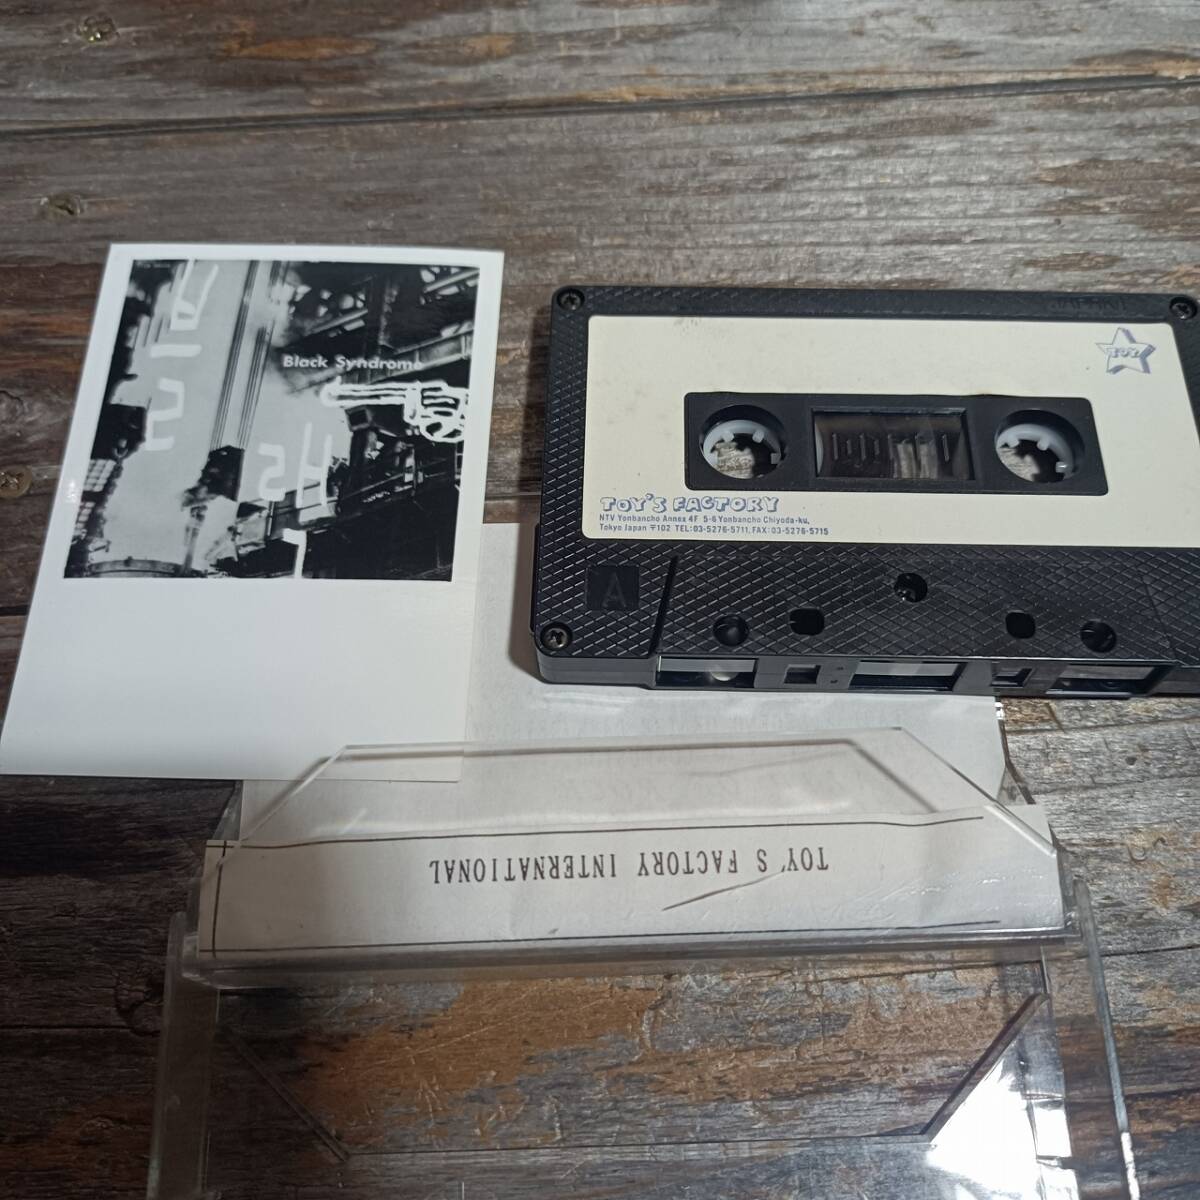 Black Syndrome
TOY
TOY'S FACTORY
NTV Yonbancho Annex 4F 5-6 Yonbancho Chiyoda-ku,
Tokyo Japan 〒102 TEL:03-5276-5711, FAX:03-5276-5715
A
TOY'S FACTORY INTERNATIONAL